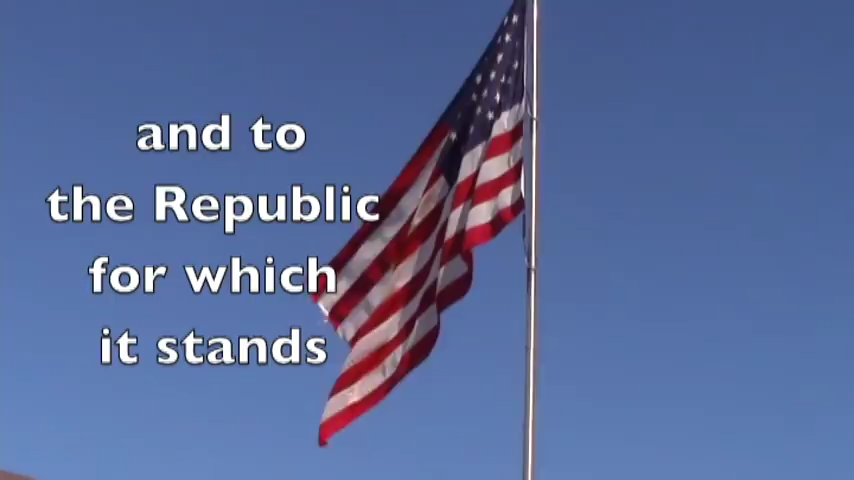 and to
the Republic
for which
it stands